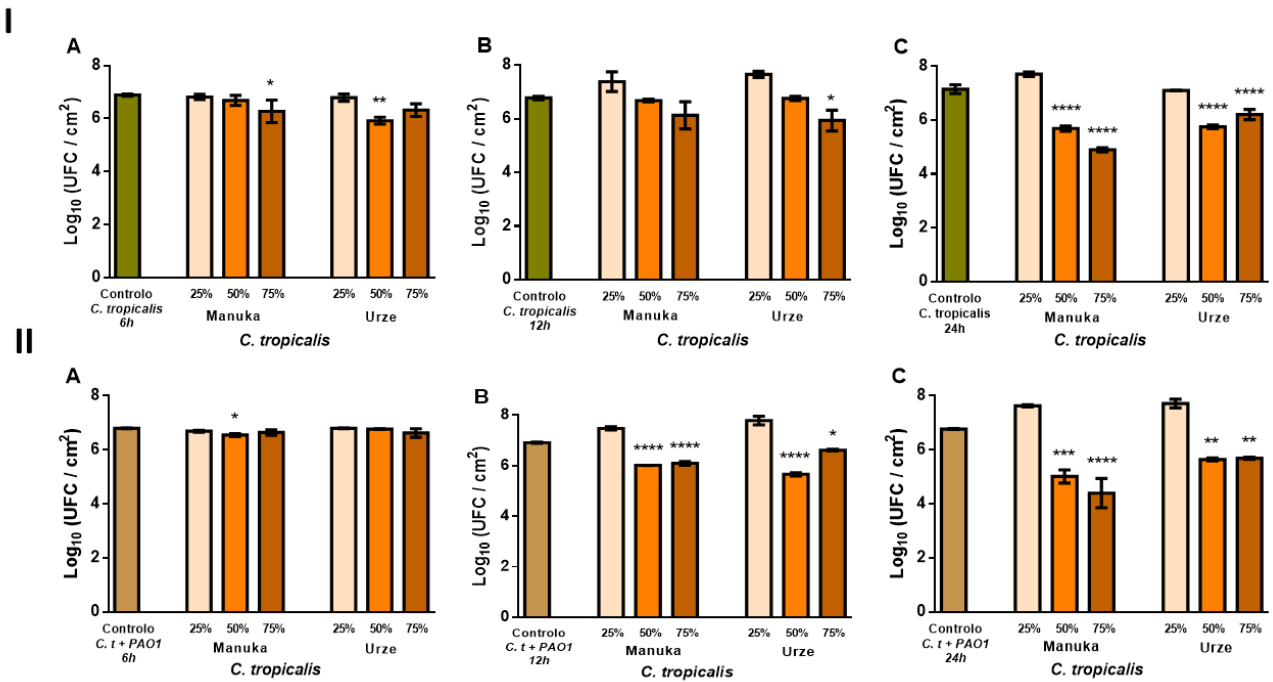 I
A
*
**
Log10 (UFC / cm2)
8
6
4
2
0
25% 50% 75% 25% 50% 75%
Controlo
C. tropicalis
6h
Manuka Urze
C. tropicalis
B
*
Log10 (UFC / cm2)
8
6
4
2
0
25% 50% 75% 25% 50% 75%
Controlo
C. tropicalis
12h
Manuka Urze
C. tropicalis
C
**** **** **** ****
Log10 (UFC / cm2)
8
6
4
2
0
25% 50% 75% 25% 50% 75%
Controlo
C. tropicalis
24h
Manuka Urze
C. tropicalis
II
A
*
Log10 (UFC / cm2)
8
6
4
2
0
Controlo 25% 50% 75% 25% 50% 75%
C. t + PAO1
6h
Manuka Urze
C. tropicalis
B
**** **** **** *
Log10 (UFC / cm2)
8
6
4
2
0
Controlo 25% 50% 75% 25% 50% 75%
C. t + PAO1
12h
Manuka Urze
C. tropicalis
C
*** **** ** **
Log10 (UFC / cm2)
8
6
4
2
0
Controlo 25% 50% 75% 25% 50% 75%
C. t + PAO1
24h
Manuka Urze
C. tropicalis